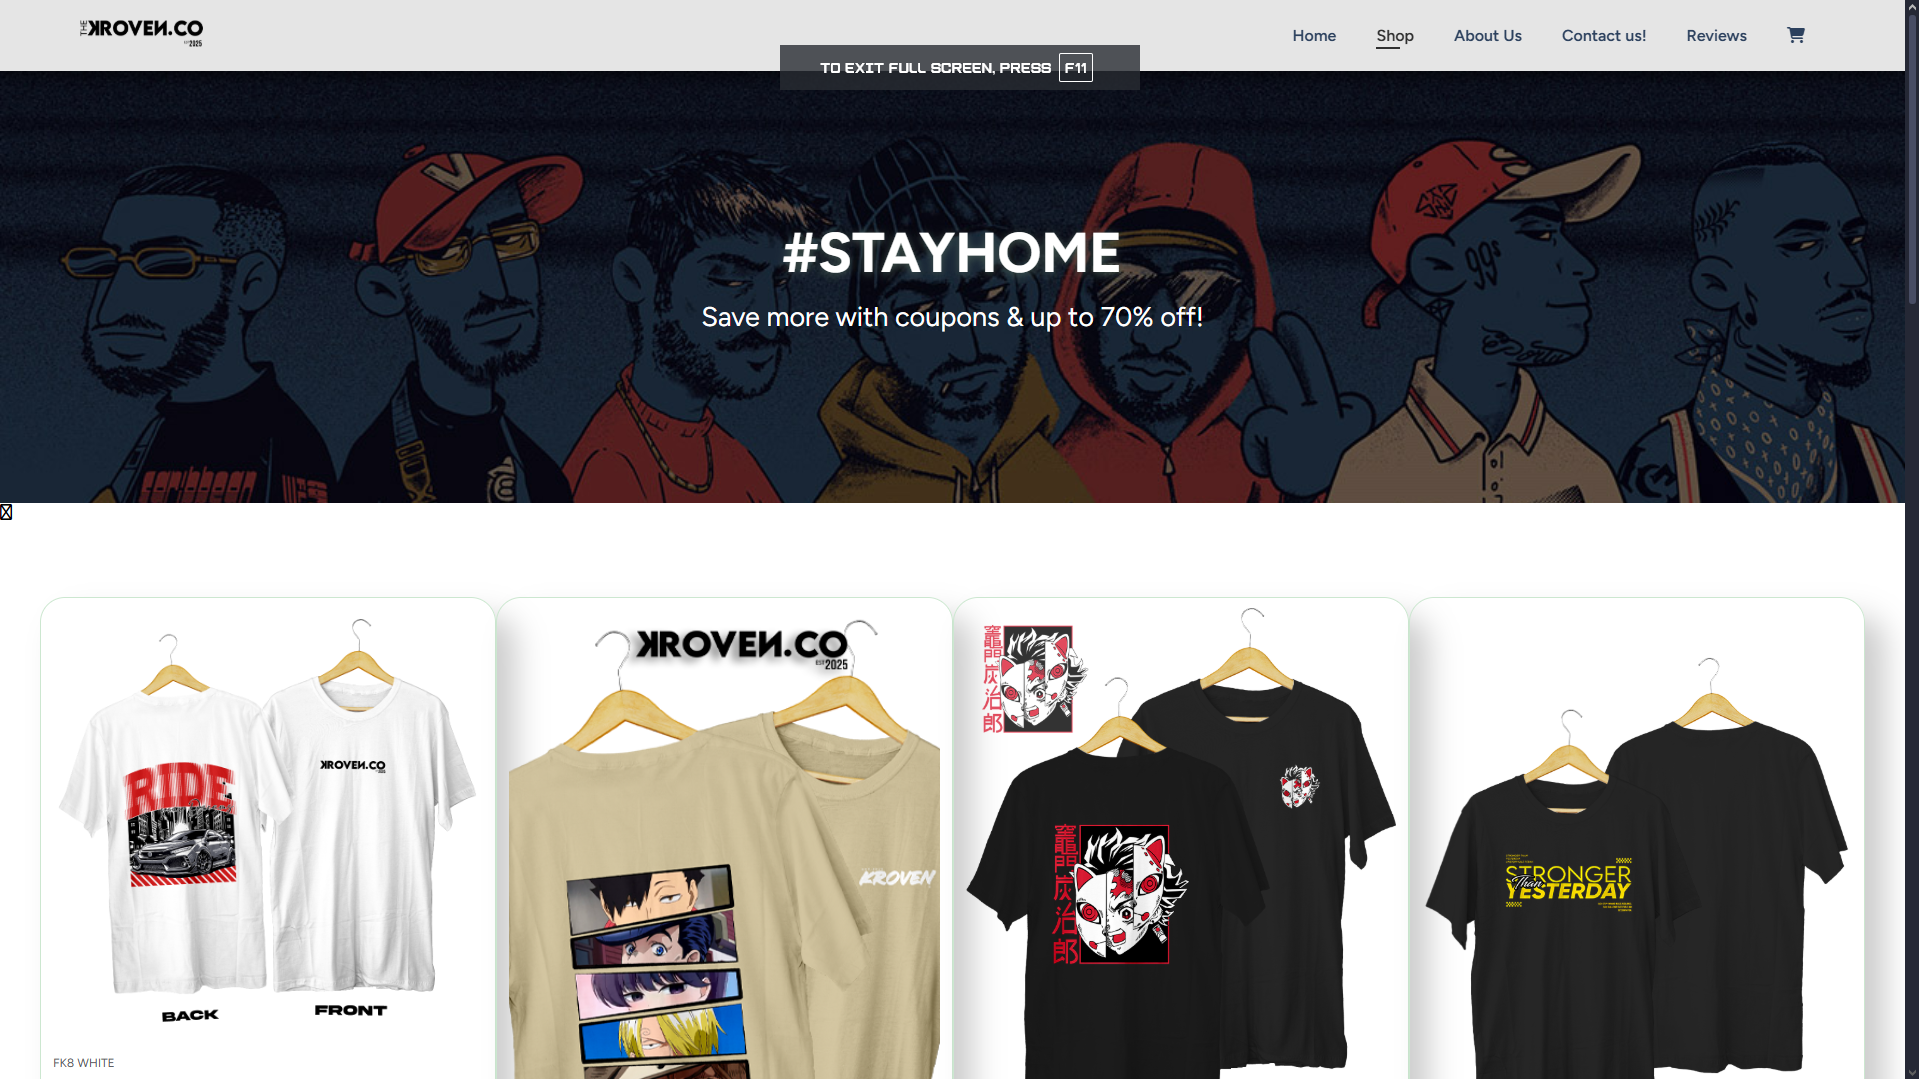 THE KROVEN.CO
EST 2025
Home
Shop
About Us
Contact us!
Reviews
TO EXIT FULL SCREEN, PRESS F11
#STAYHOME
Save more with coupons & up to 70% off!
99%
RIDE
KROVEN.CO
BACK
FRONT
FK8 WHITE
KROVEN.CO
EST 2025
KROVEN
竈門炭治郎
竈門炭治郎
STRONGER
Than
YESTERDAY